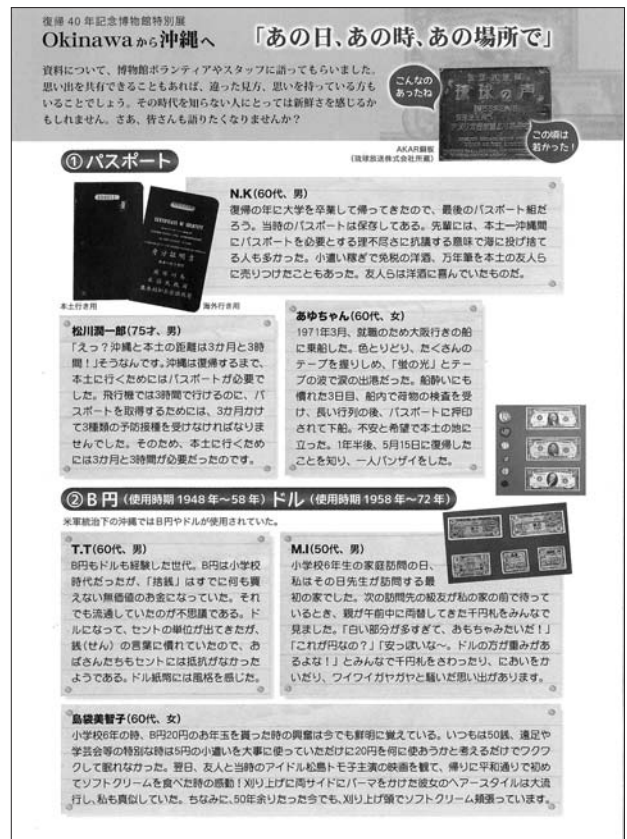 復帰40年記念博物館特別展
Okinawaから沖縄へ 「あの日、あの時、あの場所で」
資料について、博物館ボランティアやスタッフに語ってもらいました。
思い出を共有できることもあれば、違った見方、思いを持っている方も
いることでしょう。その時代を知らない人にとっては新鮮さを感じるか
もしれません。さあ、皆さんも語りたくなりませんか?
こんなの
あったね
琉球の声
この頃は
若かった!
AKAR銅板
(琉球放送株式会社所蔵)
①パスポート
本土行き用
海外行き用
N.K(60代、男)
復帰の年に大学を卒業して帰ってきたので、最後のパスポート組だ
ろう。当時のパスポートは保存してある。先輩には、本土ー沖縄間
にパスポートを必要とする理不尽さに抗議する意味で海に投げ捨て
る人も多かった。小遣い稼ぎで免税の洋酒、万年筆を本土の友人ら
に売りつけたこともあった。友人らは洋酒に喜んでいたものだ。
松川潤一郎(75才、男)
「えっ?沖縄と本土の距離は3か月と3時
間!」そうなんです。沖縄は復帰するまで、
本土に行くためにはパスポートが必要で
した。飛行機では3時間で行けるのに、パ
スポートを取得するためには、3か月かけ
て3種類の予防接種を受けなければなりま
せんでした。そのため、本土に行くため
には3か月と3時間が必要だったのです。
あゆちゃん(60代、女)
1971年3月、就職のため大阪行きの船
に乗船した。色とりどり、たくさんの
テープを握りしめ、「蛍の光」とテー
プの波で涙の出港だった。船酔いにも
慣れた3日目、船内で荷物の検査を受
け、長い行列の後、パスポートに押印
されて下船。不安と希望で本土の地に
立った。1年半後、5月15日に復帰した
ことを知り、一人バンザイをした。
②B円(使用時期1948年〜58年)ドル(使用時期1958年〜72年)
米軍統治下の沖縄ではB円やドルが使用されていた。
T.T(60代、男)
B円もドルも経験した世代。B円は小学校
時代だったが、「捨銭」はすでに何も買
えない無価値のお金になっていた。それ
でも流通していたのが不思議である。ド
ルになって、セントの単位が出てきたが、
銭(せん)の言葉に慣れていたので、お
ばさんたちもセントには抵抗がなかった
ようである。ドル紙幣には風格を感じた。
M.I(50代、男)
小学校6年生の家庭訪問の日、
私はその日先生が訪問する最
初の家でした。次の訪問先の級友が私の家の前で待って
いるとき、親が午前中に両替してきた千円札をみんなで
見ました。「白い部分が多すぎて、おもちゃみたいだ!」
「これが円なの?」「安っぽいな〜。ドルの方が重みがあ
るよな!」とみんなで千円札をさわったり、においをか
いだり、ワイワイガヤガヤと騒いだ思い出があります。
島袋美智子(60代、女)
小学校6年の時、B円20円のお年玉を貰った時の興奮は今でも鮮明に覚えている。いつもは50銭、遠足や
学芸会等の特別な時は5円の小遣いを大事に使っていただけに20円を何に使おうかと考えるだけでワクワ
クして眠れなかった。翌日、友人と当時のアイドル松島トモ子主演の映画を観て、帰りに平和通りで初め
てソフトクリームを食べた時の感動!刈り上げに両サイドにパーマをかけた彼女のヘアースタイルは大流
行し、私も真似していた。ちなみに、50年余りたった今でも、刈り上げ頭でソフトクリーム頬張っています。